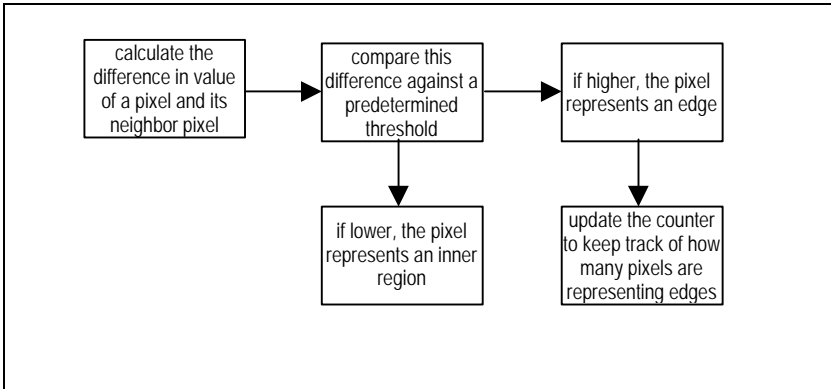 calculate the
difference in value
of a pixel and its
neighbor pixel
compare this
difference against a
predetermined
threshold
if higher, the pixel
represents an edge
if lower, the pixel
represents an inner
region
update the counter
to keep track of how
many pixels are
representing edges